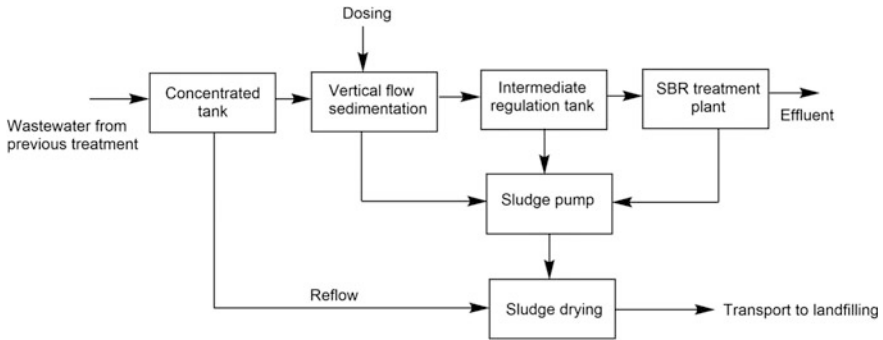 Dosing
Concentrated
tank
Vertical flow
sedimentation
Intermediate
regulation tank
SBR treatment
plant
Wastewater from
previous treatment
Effluent
Sludge pump
Reflow
Sludge drying
Transport to landfilling